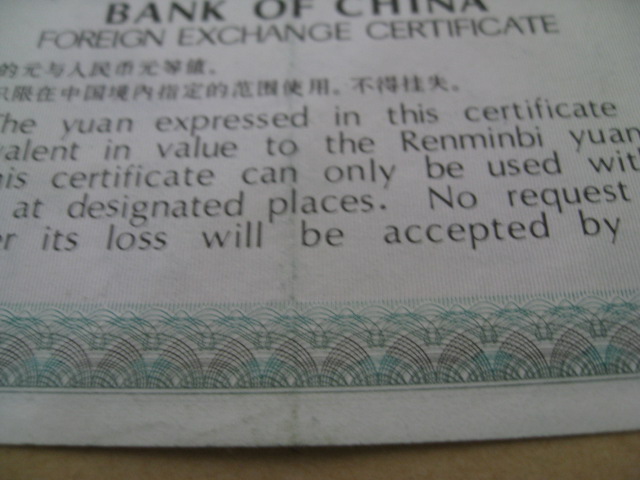 BANK OF CHINA
FOREIGN EXCHANGE CERTIFICATE
的元与人民币元等值。
只限在中国境内指定的范围使用。不得挂失。
The yuan expressed in this certificate
valent in value to the Renminbi yuan
his certificate can only be used with
at designated places. No request
er its loss will be accepted by